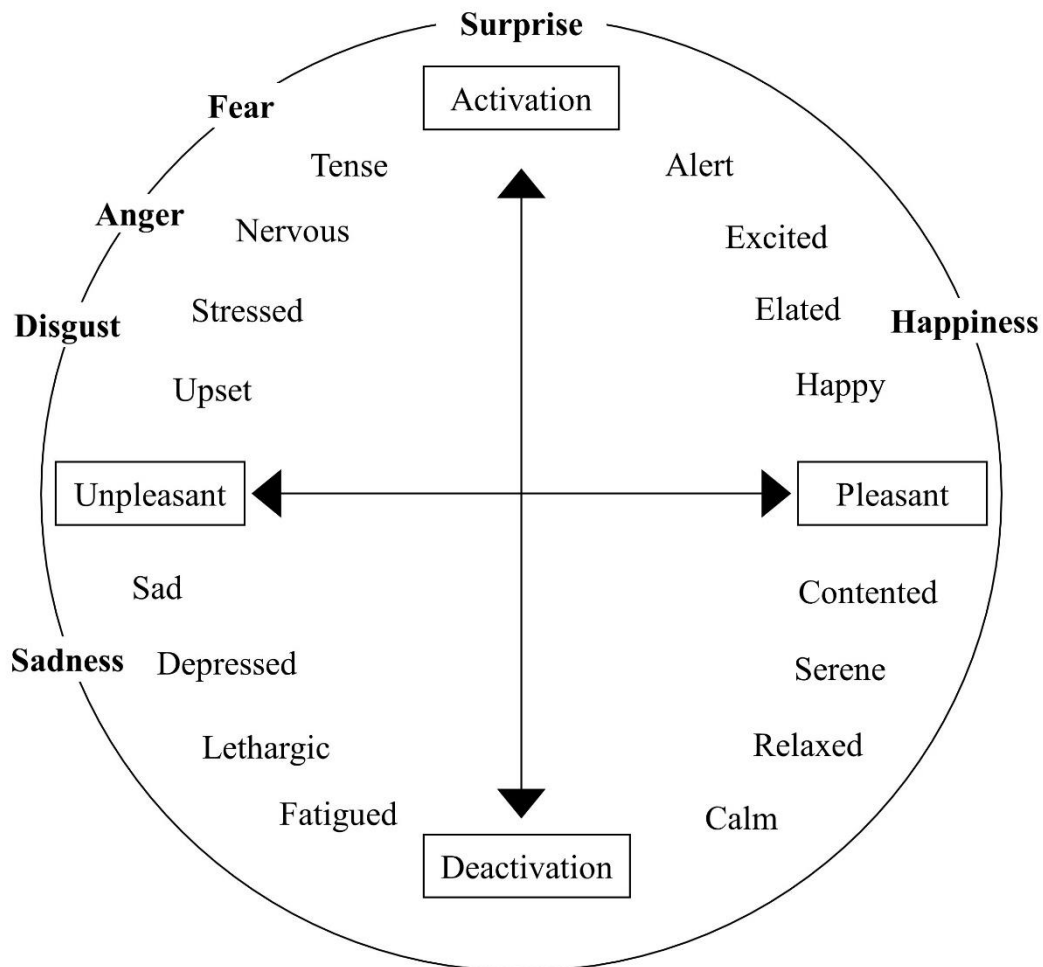 Surprise
Activation
Fear
Tense
Alert
Anger
Nervous
Excited
Disgust
Stressed
Elated
Happiness
Upset
Happy
Unpleasant
Pleasant
Sad
Contented
Sadness
Depressed
Serene
Lethargic
Relaxed
Fatigued
Calm
Deactivation